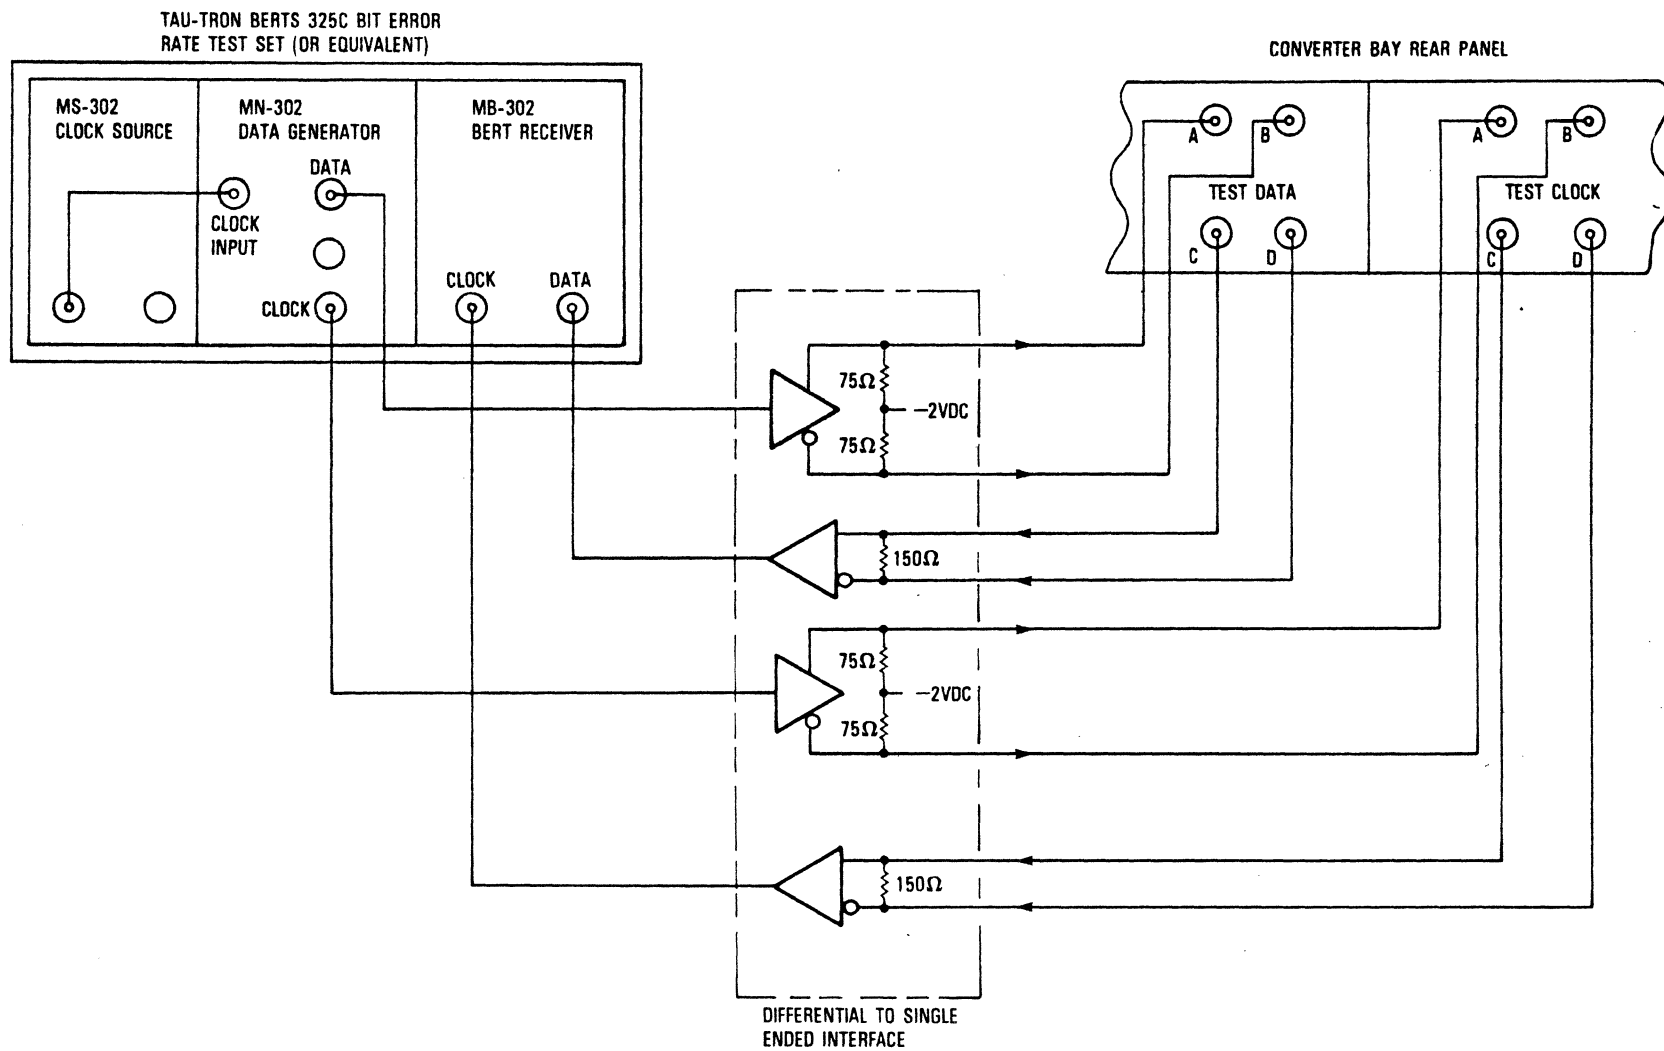 TAU-TRON BERTS 325C BIT ERROR
RATE TEST SET (OR EQUIVALENT)
CONVERTER BAY REAR PANEL
MS-302
CLOCK SOURCE
MN-302
DATA GENERATOR
MB-302
BERT RECEIVER
DATA
CLOCK
INPUT
CLOCK
CLOCK
DATA
A
B
TEST DATA
C
D
A
B
TEST CLOCK
C
D
75Ω
-2VDC
75Ω
150Ω
75Ω
-2VDC
75Ω
150Ω
DIFFERENTIAL TO SINGLE
ENDED INTERFACE